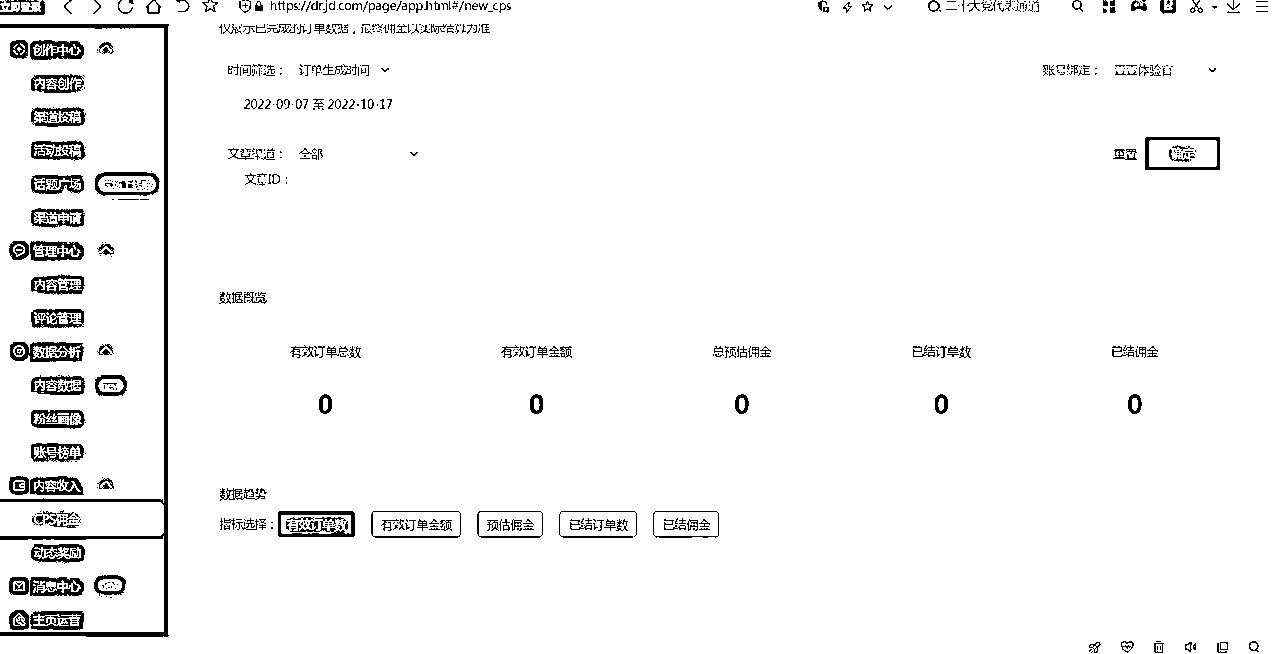 立即登录
https://dr.jd.com/page/app.html#/new_cps
二十大党代表通道
仅展示已完成的订单数据，最终佣金以实际结算为准
创作中心
内容创作
渠道投稿
活动投稿
话题广场
渠道申请
管理中心
内容管理
评论管理
数据分析
内容数据
粉丝画像
账号榜单
内容收入
CPS佣金
动态奖励
消息中心
主页运营
时间筛选： 订单生成时间
账号绑定：
2022-09-07 至 2022-10-17
文章渠道： 全部
重置 确定
文章ID：
数据概览
有效订单总数 有效订单金额 总预估佣金 已结订单数 已结佣金
0 0 0 0 0
数据趋势
指标选择： 有效订单数 有效订单金额 预估佣金 已结订单数 已结佣金